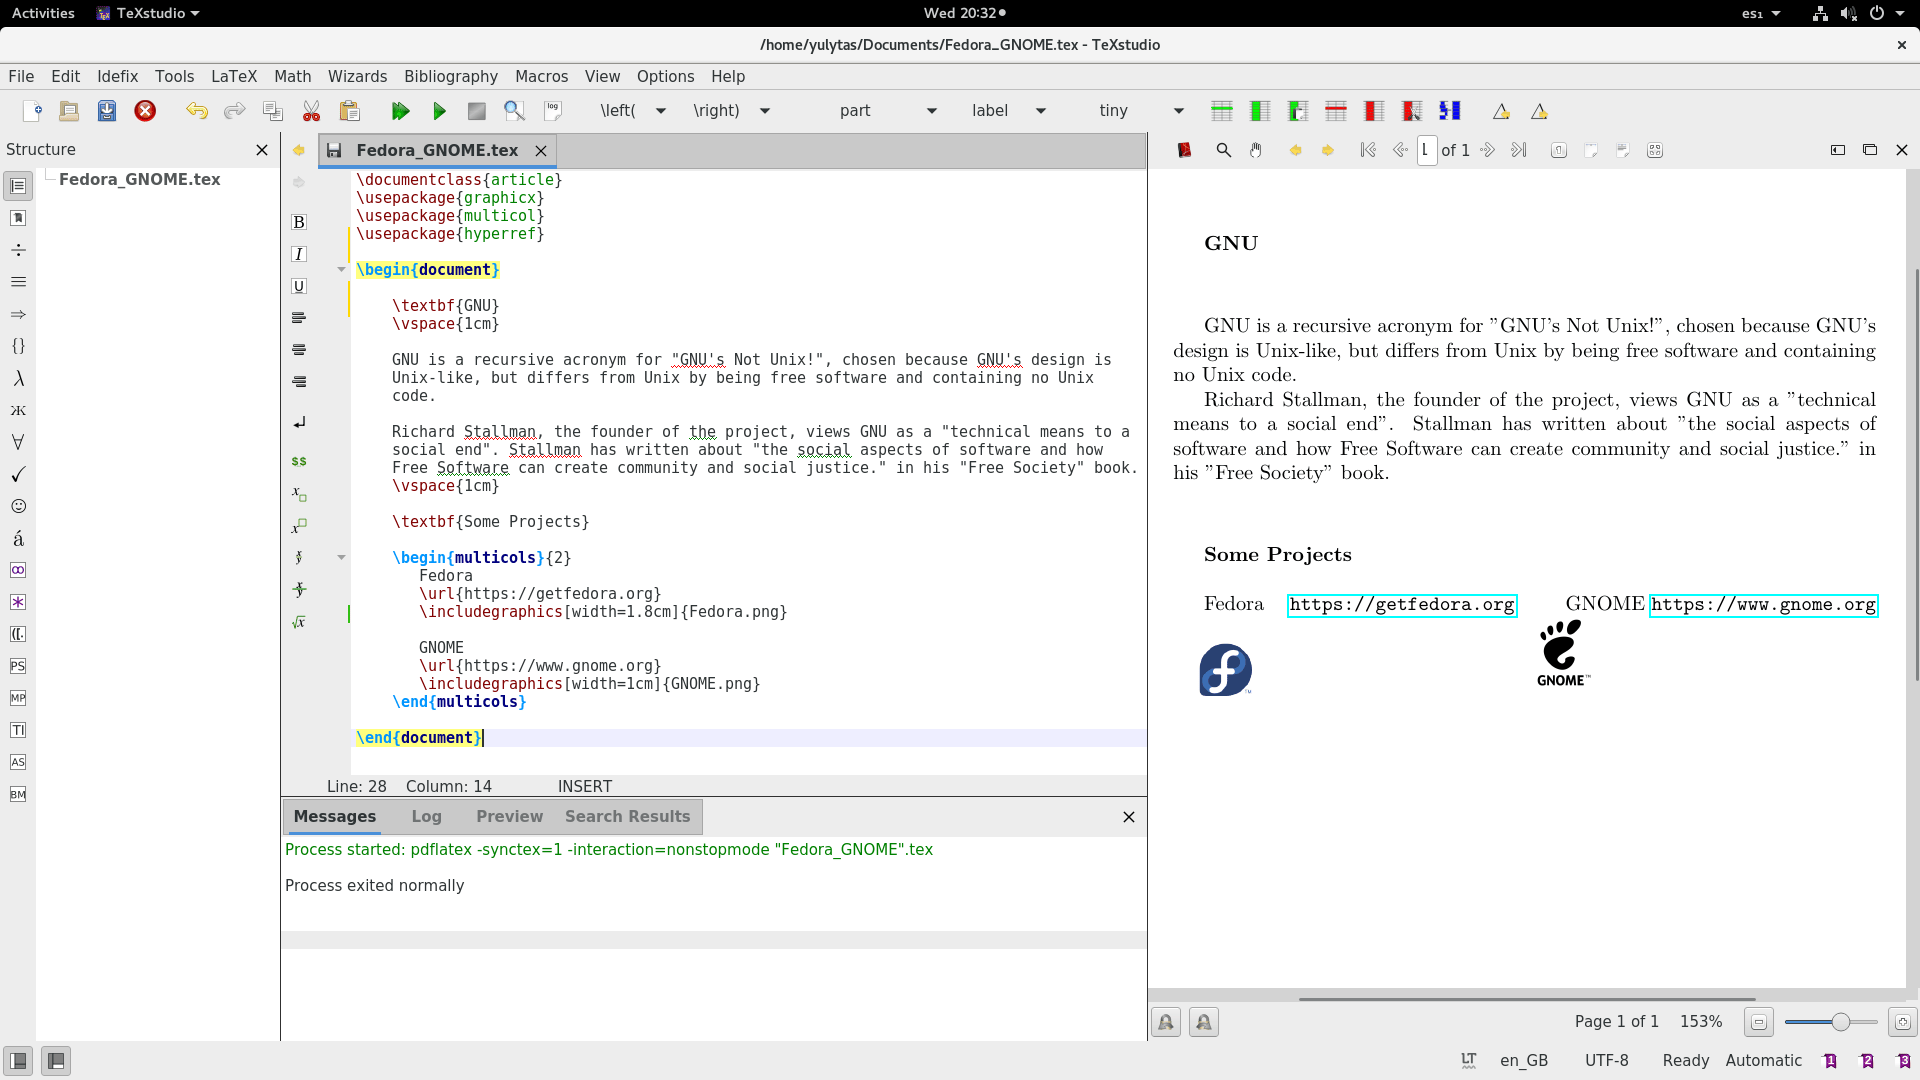 Activities TeXstudio Wed 20:32 es1
/home/yulytas/Documents/Fedora_GNOME.tex - TeXstudio
File Edit Idefix Tools LaTeX Math Wizards Bibliography Macros View Options Help
log \left( \right) part label tiny
Structure
Fedora_GNOME.tex
Fedora_GNOME.tex
\documentclass{article}
\usepackage{graphicx}
\usepackage{multicol}
\usepackage{hyperref}
\begin{document}
\textbf{GNU}
\vspace{1cm}
GNU is a recursive acronym for "GNU's Not Unix!", chosen because GNU's design is
Unix-like, but differs from Unix by being free software and containing no Unix
code.
Richard Stallman, the founder of the project, views GNU as a "technical means to a
social end". Stallman has written about "the social aspects of software and how
Free Software can create community and social justice." in his "Free Society" book.
\vspace{1cm}
\textbf{Some Projects}
\begin{multicols}{2}
Fedora
\url{https://getfedora.org}
\includegraphics[width=1.8cm]{Fedora.png}
GNOME
\url{https://www.gnome.org}
\includegraphics[width=1cm]{GNOME.png}
\end{multicols}
\end{document}
Line: 28 Column: 14 INSERT
Messages Log Preview Search Results
Process started: pdflatex -synctex=1 -interaction=nonstopmode "Fedora_GNOME".tex
Process exited normally
of 1
GNU
GNU is a recursive acronym for ”GNU’s Not Unix!”, chosen because GNU’s
design is Unix-like, but differs from Unix by being free software and containing
no Unix code.
Richard Stallman, the founder of the project, views GNU as a ”technical
means to a social end”. Stallman has written about ”the social aspects of
software and how Free Software can create community and social justice.” in
his ”Free Society” book.
Some Projects
Fedora https://getfedora.org GNOME https://www.gnome.org
GNOME™
Page 1 of 1 153%
LT en_GB UTF-8 Ready Automatic 1 2 3
B
I
U
$$
PS
MP
TI
AS
BM